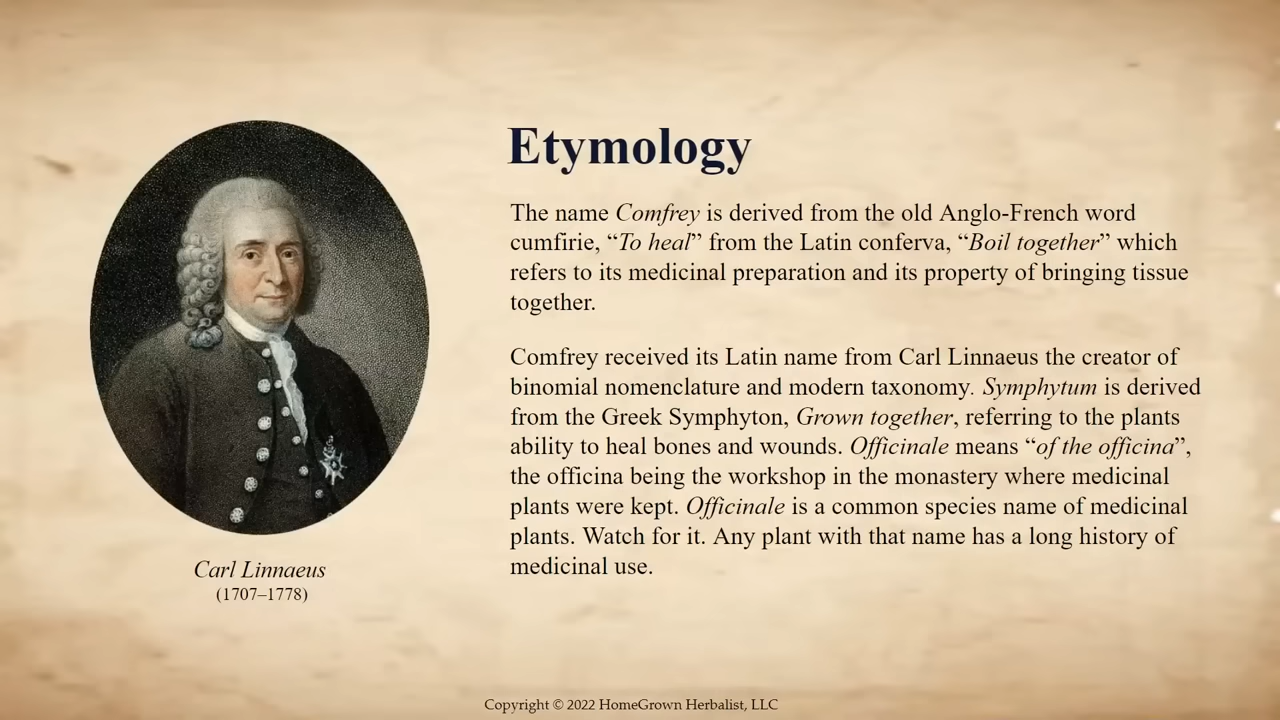 Etymology
The name Comfrey is derived from the old Anglo-French word
cumfirie, “To heal” from the Latin conferva, “Boil together” which
refers to its medicinal preparation and its property of bringing tissue
together.
Comfrey received its Latin name from Carl Linnaeus the creator of
binomial nomenclature and modern taxonomy. Symphytum is derived
from the Greek Symphyton, Grown together, referring to the plants
ability to heal bones and wounds. Officinale means “of the officina”,
the officina being the workshop in the monastery where medicinal
plants were kept. Officinale is a common species name of medicinal
plants. Watch for it. Any plant with that name has a long history of
medicinal use.
Carl Linnaeus
(1707–1778)
Copyright © 2022 HomeGrown Herbalist, LLC